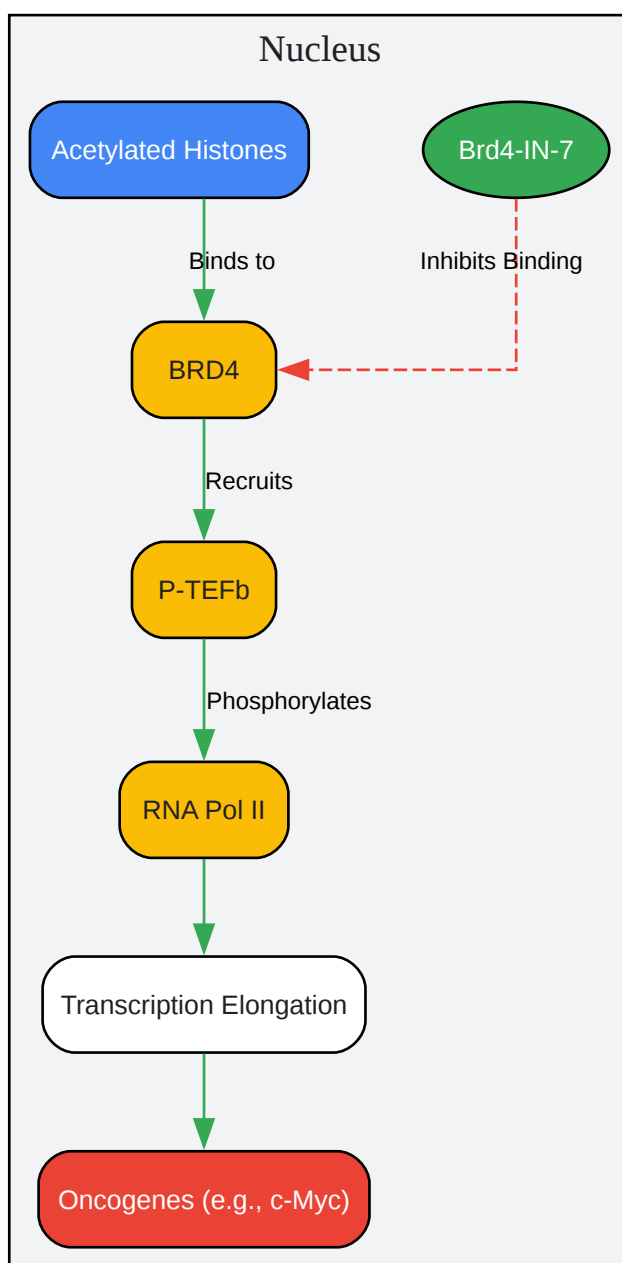 Nucleus
Acetylated Histones
Brd4-IN-7
Binds to
Inhibits Binding
BRD4
Recruits
P-TEFb
Phosphorylates
RNA Pol II
Transcription Elongation
Oncogenes (e.g., c-Myc)